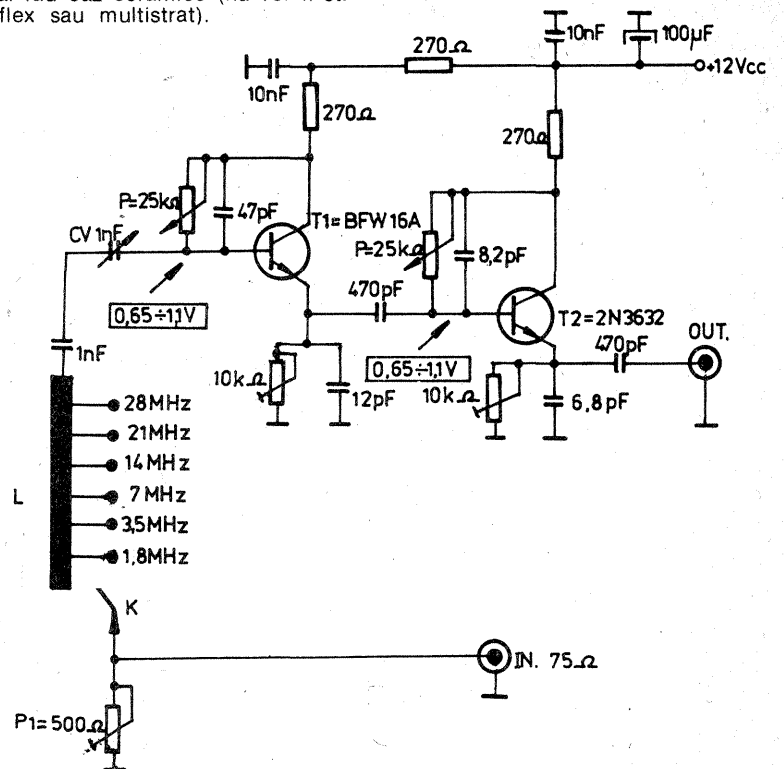 flex sau multistrat).
270Ω
10nF
100µF
+12Vcc
10nF
270Ω
270Ω
P=25kΩ
47pF
T1=BFW16A
CV 1nF
P=25kΩ
8,2pF
0,65÷1,1V
470pF
T2=2N3632
OUT.
1nF
0,65÷1,1V
470pF
10kΩ
12pF
10kΩ
6,8pF
28MHz
21MHz
14MHz
L
7MHz
3,5MHz
1,8MHz
K
IN. 75Ω
P1=500Ω